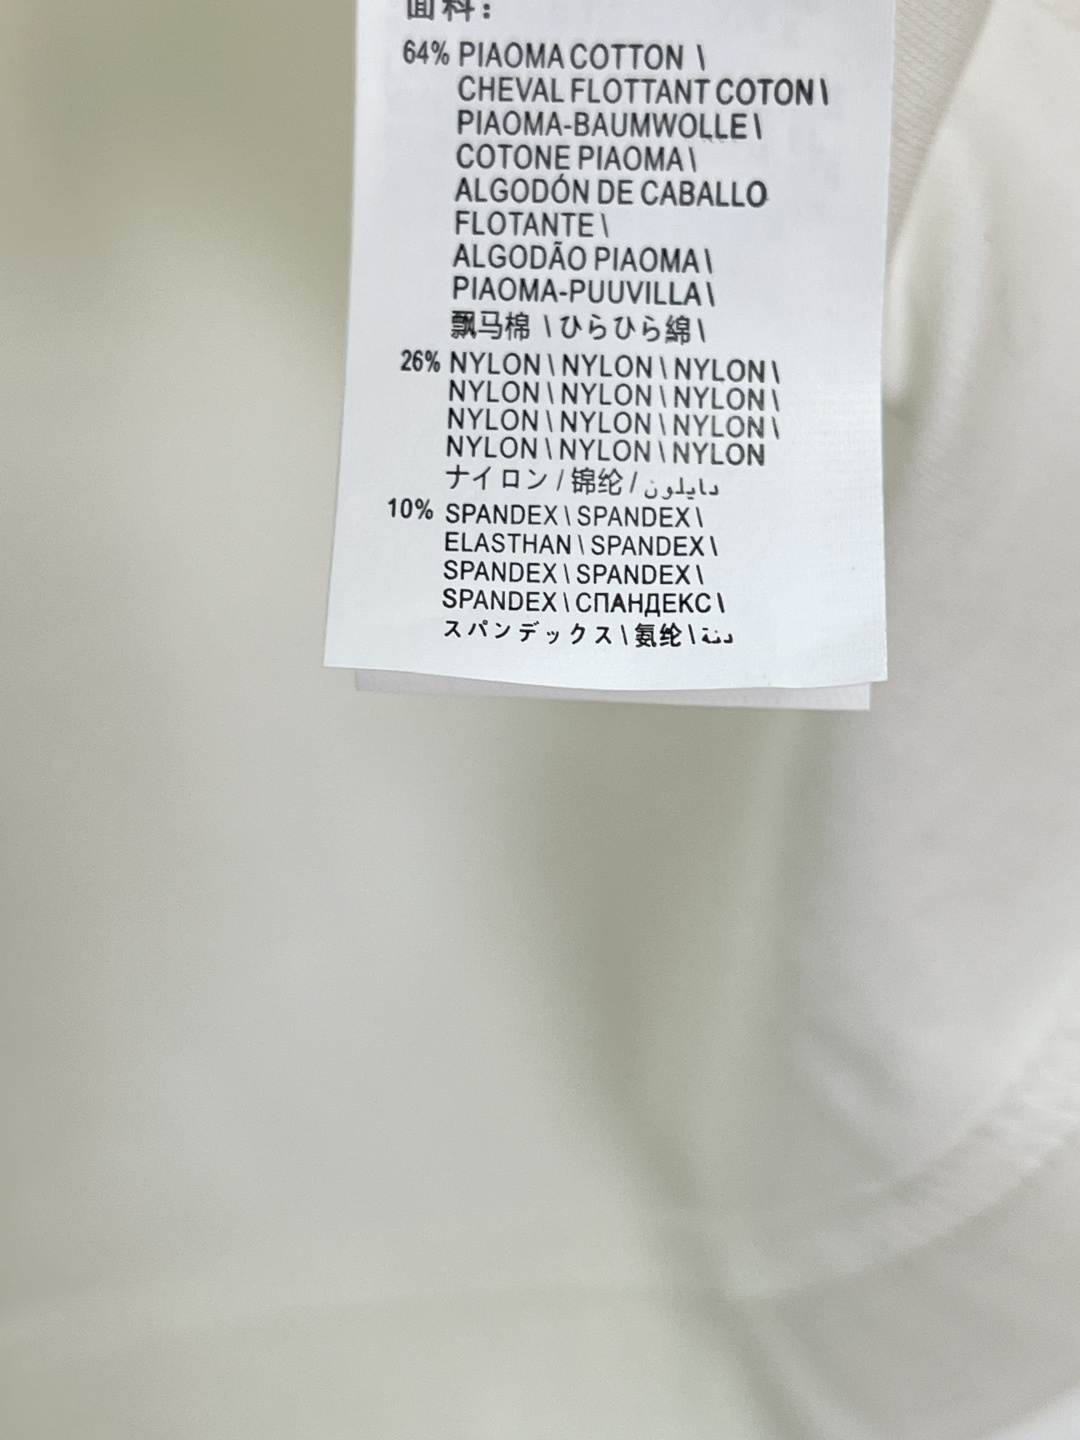 面料：
64% PIAOMA COTTON \
CHEVAL FLOTTANT COTON \
PIAOMA-BAUMWOLLE \
COTONE PIAOMA \
ALGODÓN DE CABALLO
FLOTANTE \
ALGODÃO PIAOMA \
PIAOMA-PUUVILLA \
飘马棉 \ ひらひら綿 \
26% NYLON \ NYLON \ NYLON \
NYLON \ NYLON \ NYLON \
NYLON \ NYLON \ NYLON \
NYLON \ NYLON \ NYLON
ナイロン / 锦纶 / دايلون
10% SPANDEX \ SPANDEX \
ELASTHAN \ SPANDEX \
SPANDEX \ SPANDEX \
SPANDEX \ СПАНДЕКС \
スパンデックス \ 氨纶 \